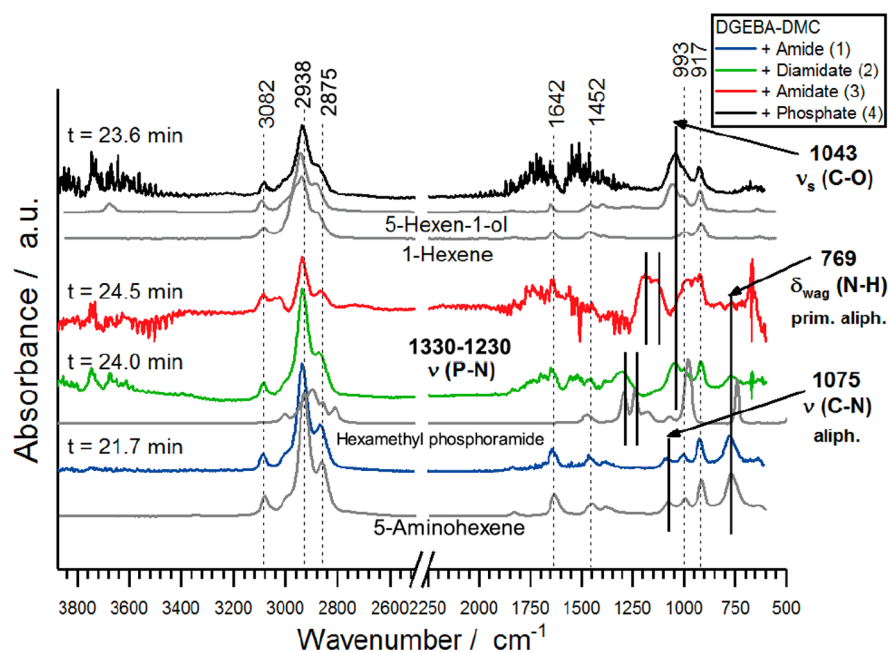 DGEBA-DMC
+ Amide (1)
+ Diamidate (2)
+ Amidate (3)
+ Phosphate (4)
3082
2938
2875
1642
1452
993
917
t = 23.6 min
1043
νs (C-O)
5-Hexen-1-ol
1-Hexene
769
δwag (N-H)
prim. aliph.
t = 24.5 min
1330-1230
ν (P-N)
t = 24.0 min
1075
ν (C-N)
aliph.
Hexamethyl phosphoramide
t = 21.7 min
5-Aminohexene
Absorbance / a.u.
3800 3600 3400 3200 3000 2800 2600 2400 2250 2000 1750 1500 1250 1000 750 500
Wavenumber / cm-1